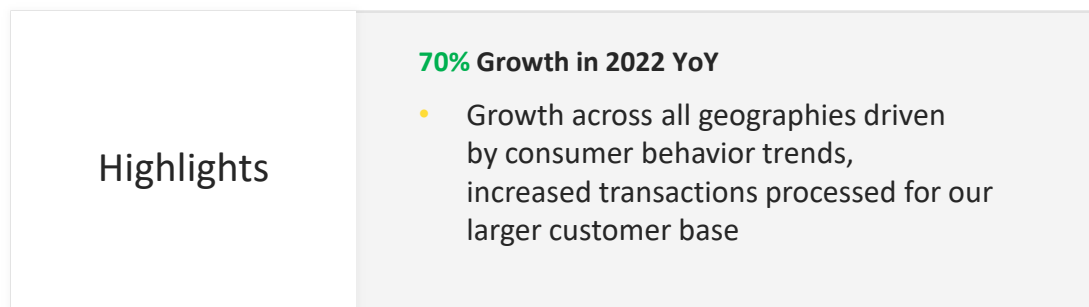 Highlights
70% Growth in 2022 YoY
• Growth across all geographies driven
by consumer behavior trends,
increased transactions processed for our
larger customer base